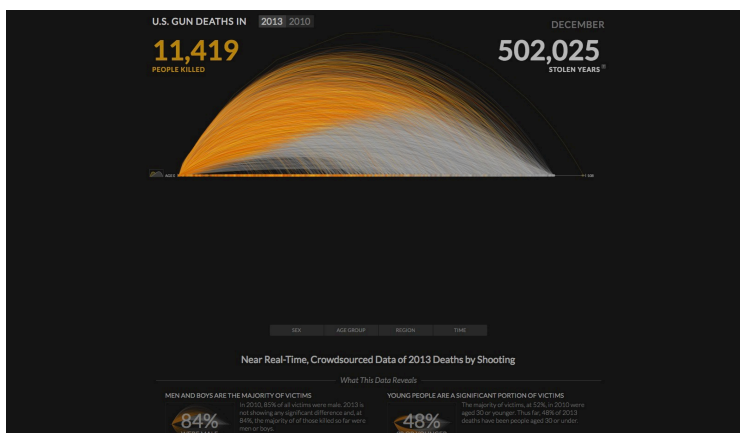 U.S. GUN DEATHS IN 2013 2010
DECEMBER
11,419
PEOPLE KILLED
502,025
STOLEN YEARS
AGE 0
SEX AGE GROUP REGION TIME
Near Real-Time, Crowdsourced Data of 2013 Deaths by Shooting
What This Data Reveals
MEN AND BOYS ARE THE MAJORITY OF VICTIMS
84%
WERE MALE
In 2010, 85% of all victims were male. 2013 is
not showing any significant difference and, at
84%, the majority of of those killed so far were
men or boys.
YOUNG PEOPLE ARE A SIGNIFICANT PORTION OF VICTIMS
48%
The majority of victims, at 52%, in 2010 were
aged 30 or younger. Thus far, 48% of 2013
deaths have been people aged 30 or under.